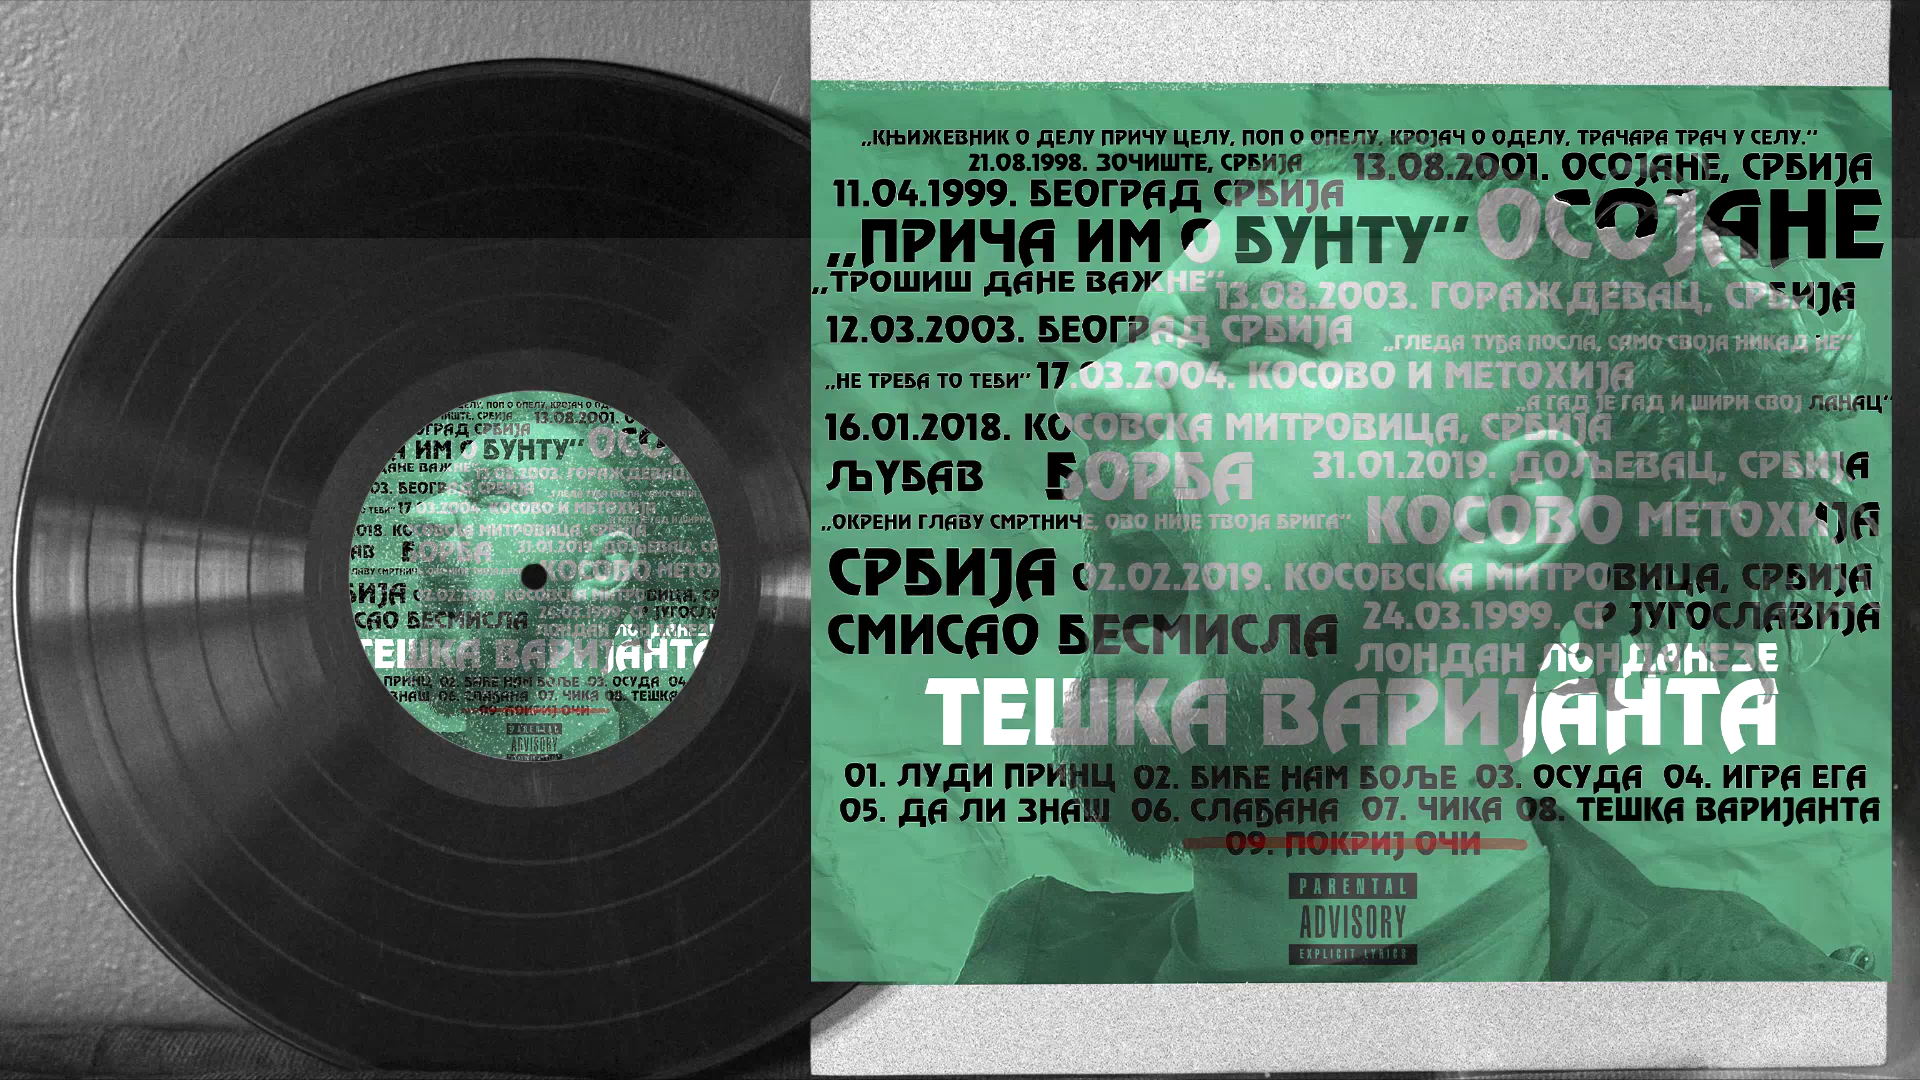 „КЊИЖЕВНИК О ДЕЛУ ПРИЧУ ЦЕЛУ, ПОП О ОПЕЛУ, КРОЈАЧ О ОДЕЛУ, ТРАЧАРА ТРАЧ У СЕЛУ.“
21.08.1998. ЗОЧИШТЕ, СРБИЈА 13.08.2001. ОСОЈАНЕ, СРБИЈА
11.04.1999. БЕОГРАД СРБИЈА
„ПРИЧА ИМ О БУНТУ“ ОСОЈАНЕ
„ТРОШИШ ДАНЕ ВАЖНЕ“ 13.08.2003. ГОРАЖДЕВАЦ, СРБИЈА
12.03.2003. БЕОГРАД СРБИЈА „ГЛЕДА ТУЂА ПОСЛА, САМО СВОЈА НИКАД НЕ“
„НЕ ТРЕБА ТО ТЕБИ“ 17.03.2004. КОСОВО И МЕТОХИЈА
„А ГАД ЈЕ ГАД И ШИРИ СВОЈ ЛАНАЦ“
16.01.2018. КОСОВСКА МИТРОВИЦА, СРБИЈА
ЉУБАВ БОРБА 31.01.2019. ДОЉЕВАЦ, СРБИЈА
„ОКРЕНИ ГЛАВУ СМРТНИЧЕ, ОВО НИЈЕ ТВОЈА БРИГА“ КОСОВО МЕТОХИЈА
СРБИЈА 02.02.2019. КОСОВСКА МИТРОВИЦА, СРБИЈА
СМИСАО БЕСМИСЛА 24.03.1999. СР ЈУГОСЛАВИЈА
ЛОНДАН ЛОНДАНЕЗЕ
ТЕШКА ВАРИЈАНТА
01. ЛУДИ ПРИНЦ 02. БИЋЕ НАМ БОЉЕ 03. ОСУДА 04. ИГРА ЕГА
05. ДА ЛИ ЗНАШ 06. СЛАЂАНА 07. ЧИКА 08. ТЕШКА ВАРИЈАНТА
09. ПОКРИЈ ОЧИ
PARENTAL
ADVISORY
EXPLICIT LYRICS